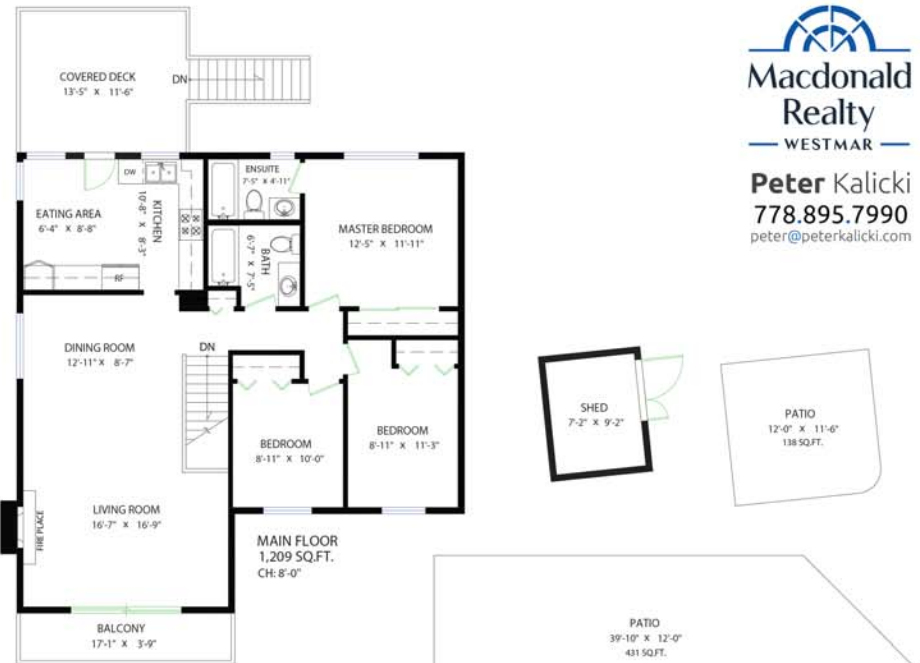 COVERED DECK
13'-5" X 11'-6"
DN
Macdonald
Realty
WESTMAR
Peter Kalicki
778.895.7990
peter@peterkalicki.com
DW
ENSUITE
7'-5" X 4'-11"
EATING AREA
6'-4" X 8'-8"
KITCHEN
10'-8" X 8'-3"
RF
BATH
6'-7" X 7'-5"
MASTER BEDROOM
12'-5" X 11'-11"
DINING ROOM
12'-11" X 8'-7"
DN
BEDROOM
8'-11" X 10'-0"
BEDROOM
8'-11" X 11'-3"
SHED
7'-2" X 9'-2"
PATIO
12'-0" X 11'-6"
138 SQ.FT.
FIREPLACE
LIVING ROOM
16'-7" X 16'-9"
MAIN FLOOR
1,209 SQ.FT.
CH: 8'-0"
BALCONY
17'-1" X 3'-9"
PATIO
39'-10" X 12'-0"
431 SQ.FT.